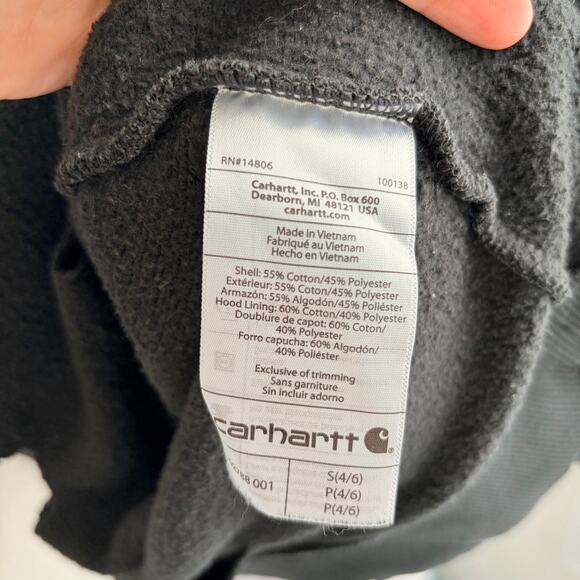 RN#14806
100138
Carhartt, Inc. P.O. Box 600
Dearborn, MI 48121 USA
carhartt.com
Made in Vietnam
Fabriqué au Vietnam
Hecho en Vietnam
Shell: 55% Cotton/45% Polyester
Extérieur: 55% Coton/45% Polyester
Armazón: 55% Algodón/45% Poliéster
Hood Lining: 60% Cotton/40% Polyester
Doublure de capot: 60% Coton/
40% Polyester
Forro capucha: 60% Algodón/
40% Poliéster
Exclusive of trimming
Sans garniture
Sin incluir adorno
carhartt
001
S(4/6)
P(4/6)
P(4/6)